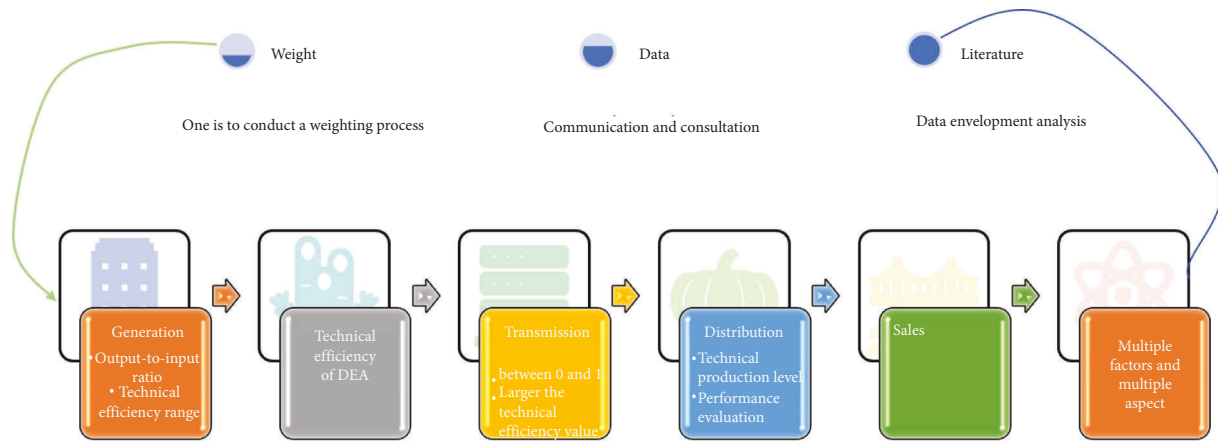 Weight
Data
Literature
One is to conduct a weighting process
Communication and consultation
Data envelopment analysis
Generation
• Output-to-input
ratio
• Technical
efficiency range
Technical
efficiency
of DEA
Transmission
• between 0 and 1
• Larger the
technical
efficiency value
Distribution
• Technical
production level
• Performance
evaluation
Sales
Multiple
factors and
multiple
aspect